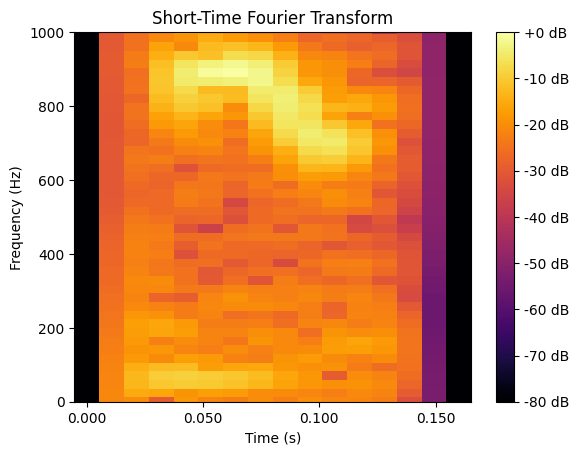 Short-Time Fourier Transform
1000
800
600
400
200
0
Frequency (Hz)
0.000
0.050
0.100
0.150
Time (s)
+0 dB
-10 dB
-20 dB
-30 dB
-40 dB
-50 dB
-60 dB
-70 dB
-80 dB